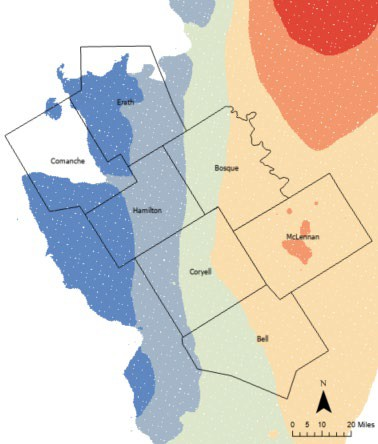 Erath
Comanche
Bosque
Hamilton
McLennan
Coryell
Bell
N
0 5 10 20 Miles